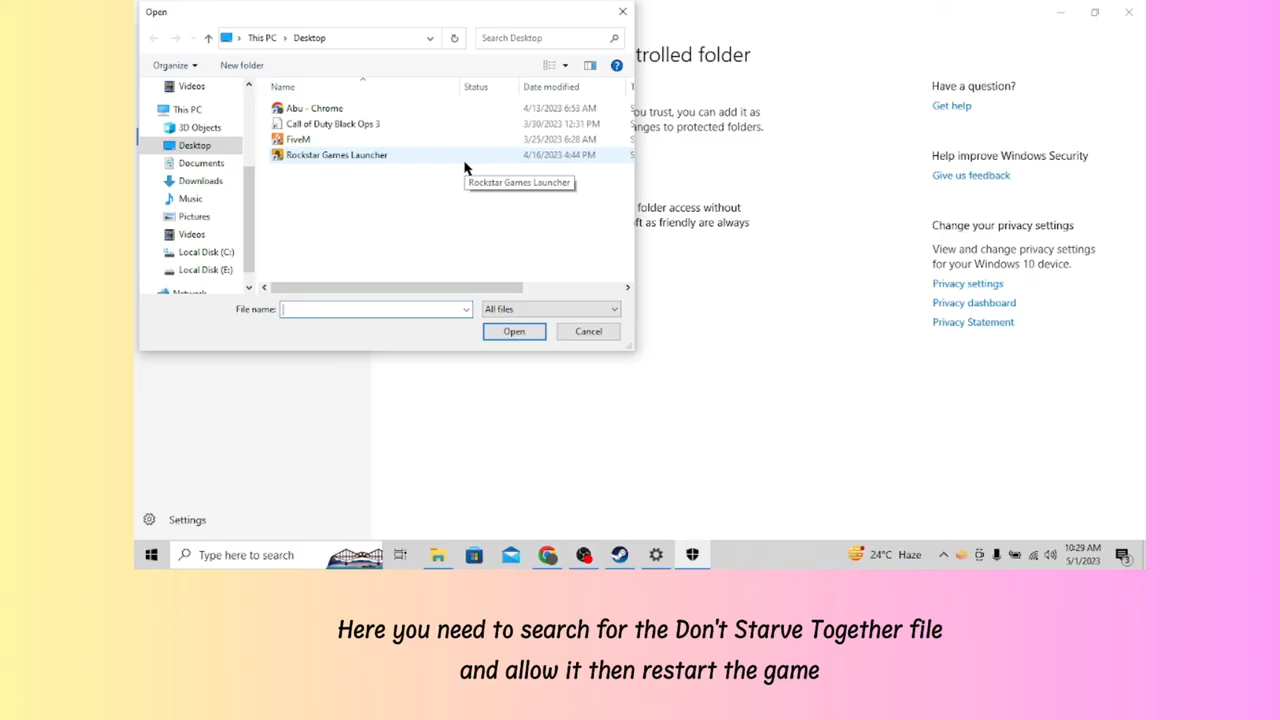 Open
This PC
Desktop
Search Desktop
Organize
New folder
Name
Status
Date modified
Videos
This PC
3D Objects
Desktop
Documents
Downloads
Music
Pictures
Videos
Local Disk (C:)
Local Disk (E:)
Abu - Chrome
4/13/2023 6:53 AM
Call of Duty Black Ops 3
3/30/2023 12:31 PM
FiveM
3/25/2023 6:28 AM
Rockstar Games Launcher
4/16/2023 4:44 PM
Rockstar Games Launcher
File name:
All files
Open
Cancel
trolled folder
you trust, you can add it as
nges to protected folders.
folder access without
ft as friendly are always
Have a question?
Get help
Help improve Windows Security
Give us feedback
Change your privacy settings
View and change privacy settings
for your Windows 10 device.
Privacy settings
Privacy dashboard
Privacy Statement
Settings
Type here to search
24°C Haze
10:29 AM
5/1/2023
3
Here you need to search for the Don't Starve Together file
and allow it then restart the game